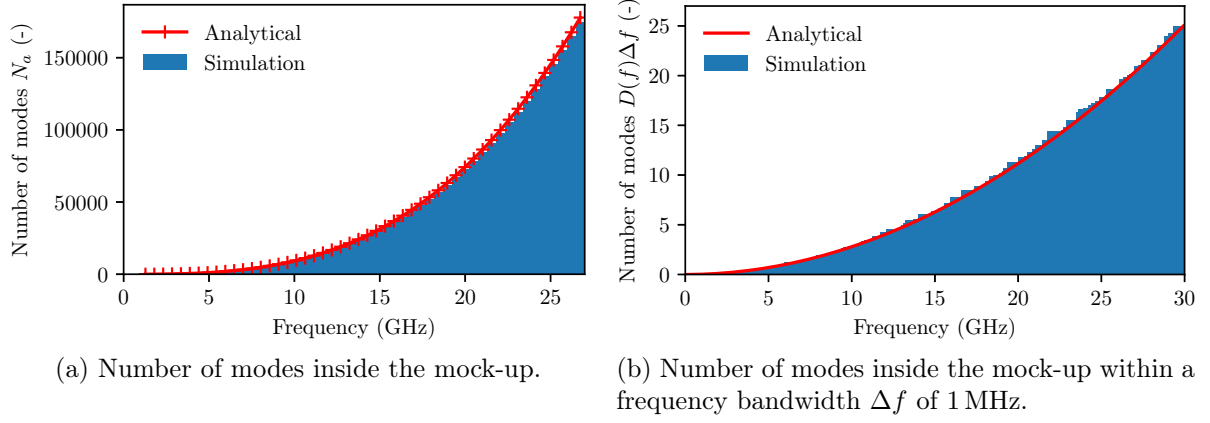 Number of modes N_a (-)
150000
100000
50000
0
Analytical
Simulation
0 5 10 15 20 25
Frequency (GHz)
(a) Number of modes inside the mock-up.
Number of modes D(f)Δf (-)
25
20
15
10
5
0
Analytical
Simulation
0 5 10 15 20 25 30
Frequency (GHz)
(b) Number of modes inside the mock-up within a
frequency bandwidth Δf of 1 MHz.